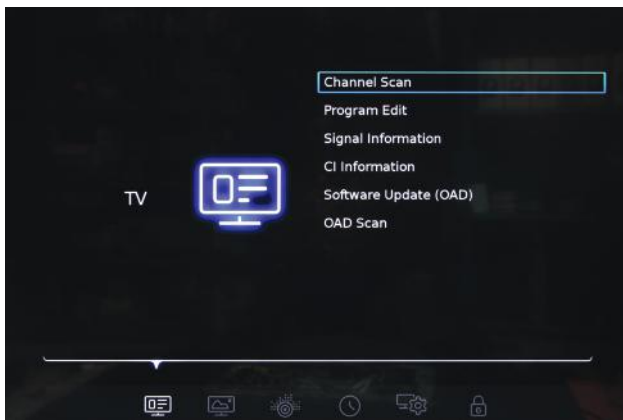 Channel Scan
Program Edit
Signal Information
CI Information
TV
Software Update (OAD)
OAD Scan